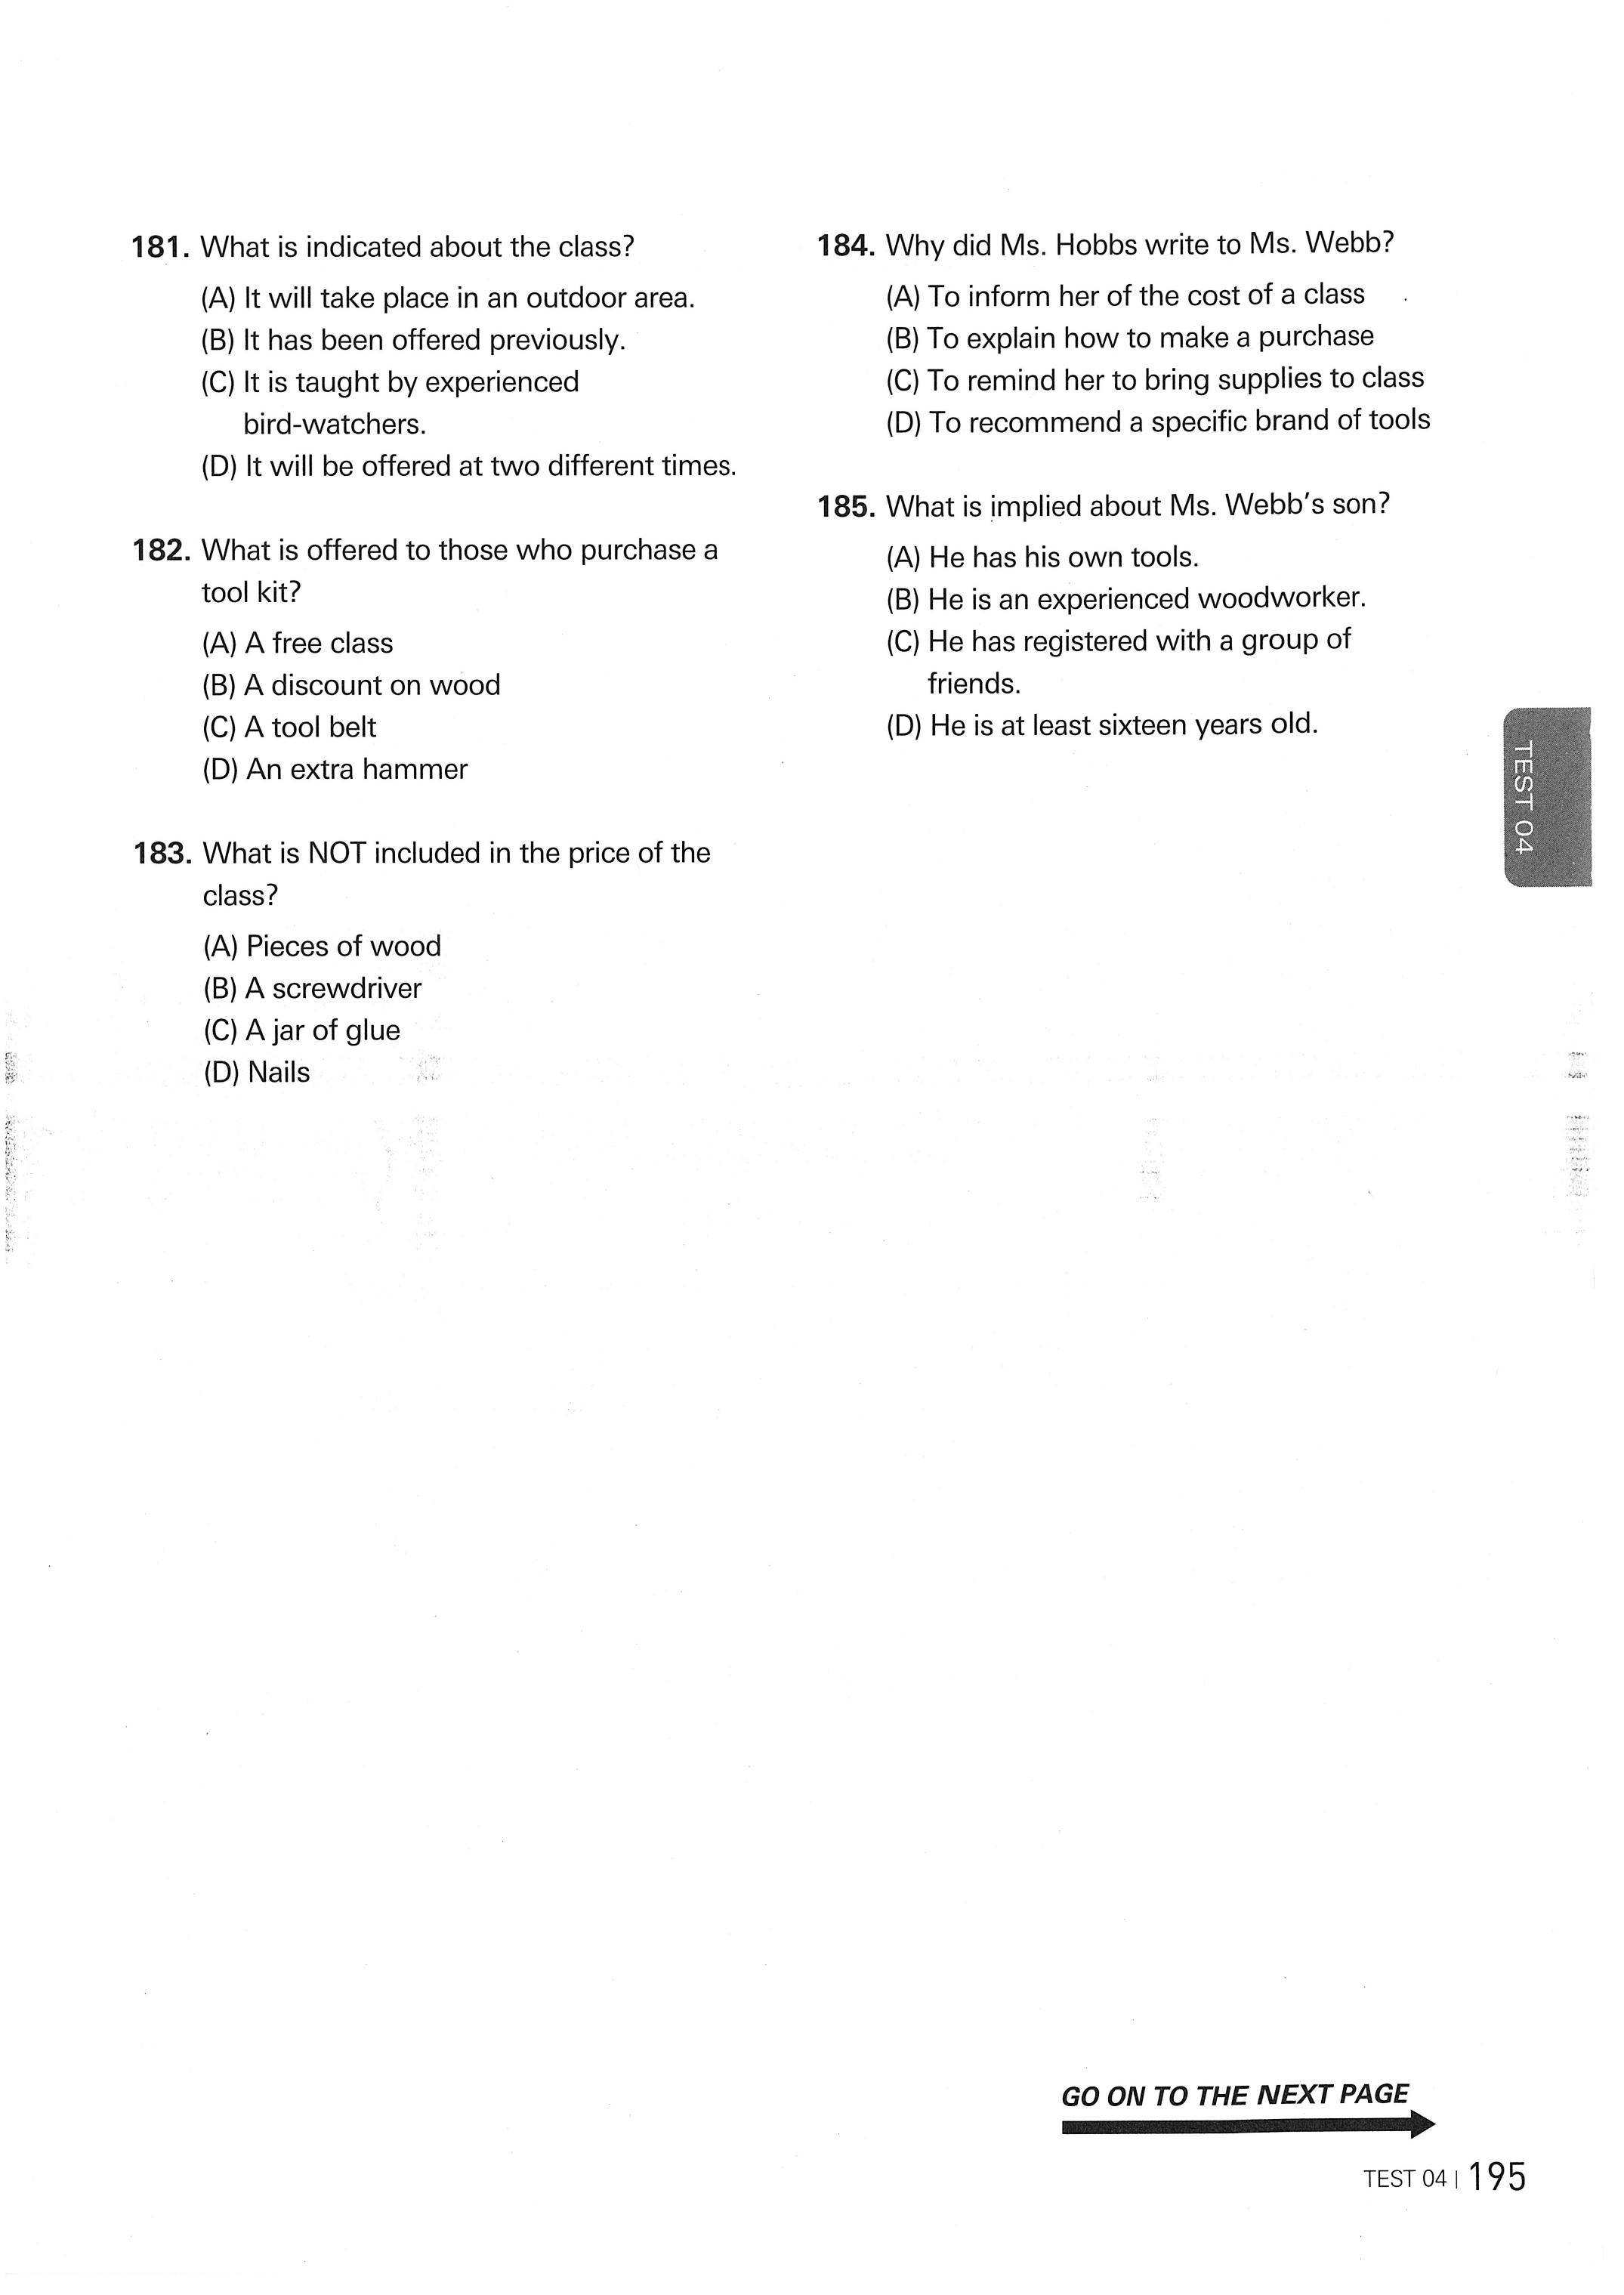 181. What is indicated about the class?
(A) It will take place in an outdoor area.
(B) It has been offered previously.
(C) It is taught by experienced
bird-watchers.
(D) It will be offered at two different times.
182. What is offered to those who purchase a
tool kit?
(A) A free class
(B) A discount on wood
(C) A tool belt
(D) An extra hammer
183. What is NOT included in the price of the
class?
(A) Pieces of wood
(B) A screwdriver
(C) A jar of glue
(D) Nails
184. Why did Ms. Hobbs write to Ms. Webb?
(A) To inform her of the cost of a class
(B) To explain how to make a purchase
(C) To remind her to bring supplies to class
(D) To recommend a specific brand of tools
185. What is implied about Ms. Webb's son?
(A) He has his own tools.
(B) He is an experienced woodworker.
(C) He has registered with a group of
friends.
(D) He is at least sixteen years old.
TEST 04
GO ON TO THE NEXT PAGE
TEST 04 | 195